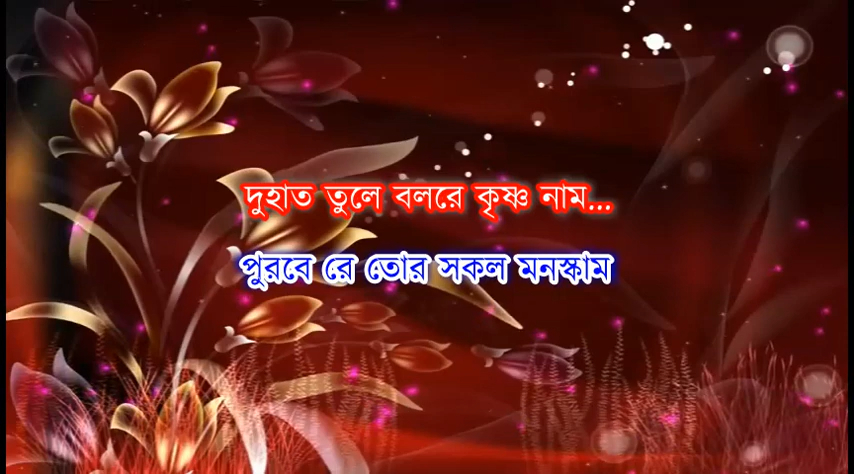 দুহাত তুলে বলরে কৃষ্ণ নাম...
পুরবে রে তোর সকল মনস্কাম